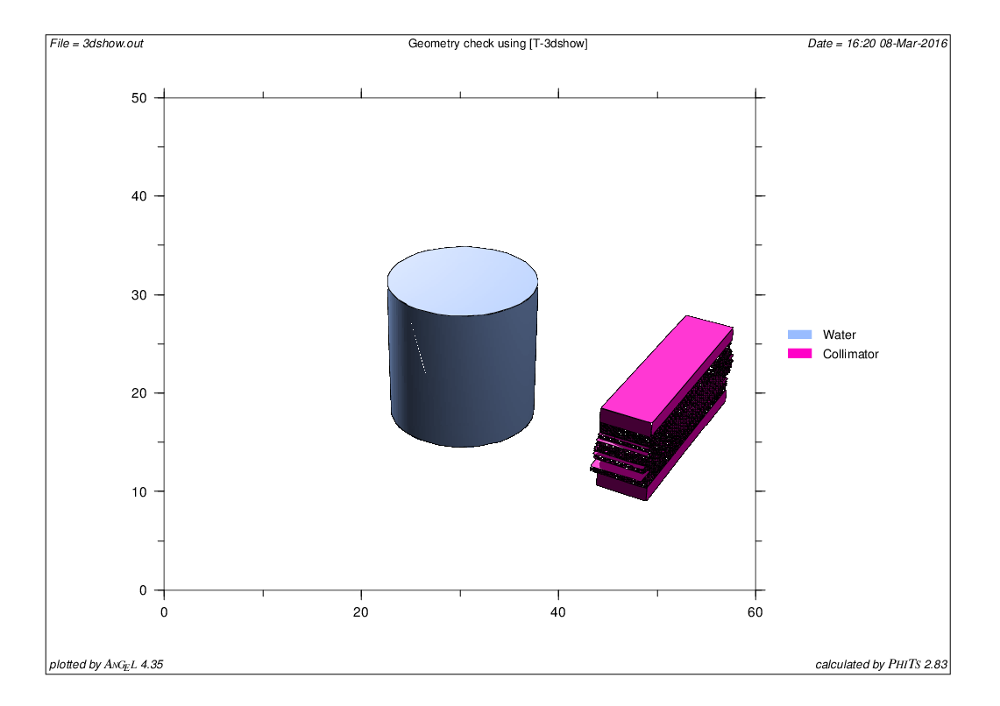 File = 3dshow.out
Geometry check using [T-3dshow]
Date = 16:20 08-Mar-2016
50
40
30
20
10
0
0
20
40
60
Water
Collimator
plotted by ANGEL 4.35
calculated by PHITS 2.83